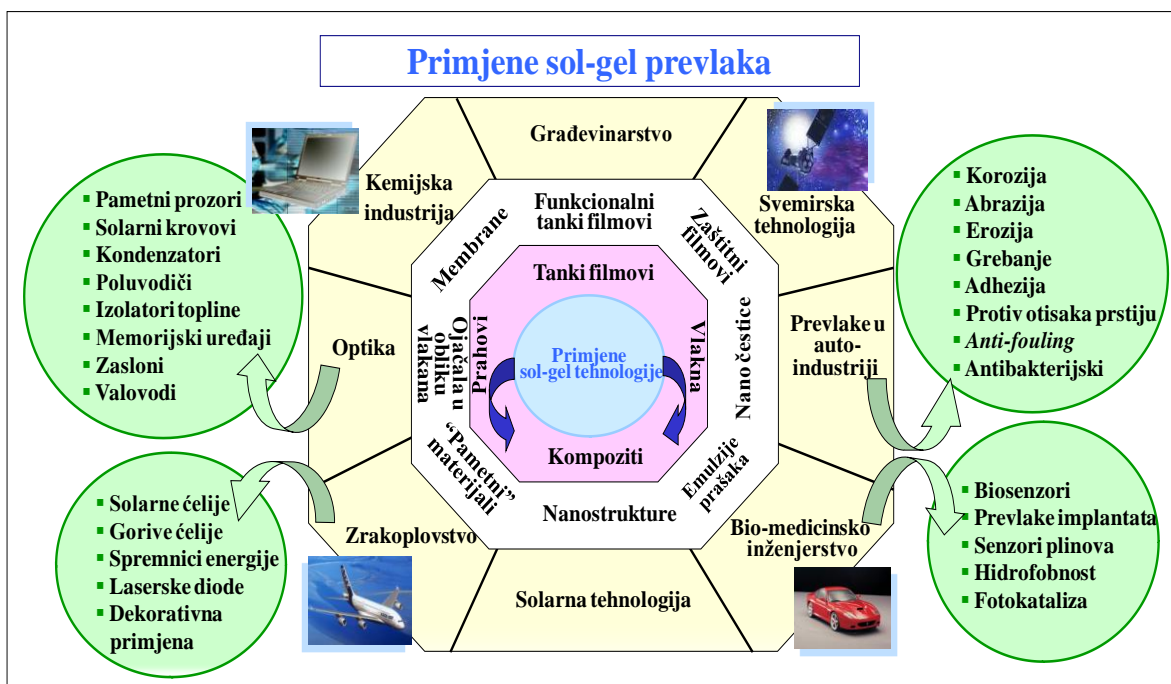 Primjene sol-gel prevlaka
Građevinarstvo
Kemijska
industrija
Svemirska
tehnologija
Optika
Prevlake u
auto-
industriji
Zrakoplovstvo
Solarna tehnologija
Bio-medicinsko
inženjerstvo
Funkcionalni
tanki filmovi
Membrane
Zaštitni
filmovi
Ojačala u
obliku
vlakana
Nano čestice
“Pametni”
materijali
Nanostrukture
Emulzije
prašaka
Tanki filmovi
Prahovi
Vlakna
Kompoziti
Primjene
sol-gel tehnologije
▪ Pametni prozori
▪ Solarni krovovi
▪ Kondenzatori
▪ Poluvodiči
▪ Izolatori topline
▪ Memorijski uređaji
▪ Zasloni
▪ Valovodi
▪ Solarne ćelije
▪ Gorive ćelije
▪ Spremnici energije
▪ Laserske diode
▪ Dekorativna
primjena
▪ Korozija
▪ Abrazija
▪ Erozija
▪ Grebanje
▪ Adhezija
▪ Protiv otisaka prstiju
▪ Anti-fouling
▪ Antibakterijski
▪ Biosenzori
▪ Prevlake implantata
▪ Senzori plinova
▪ Hidrofobnost
▪ Fotokataliza